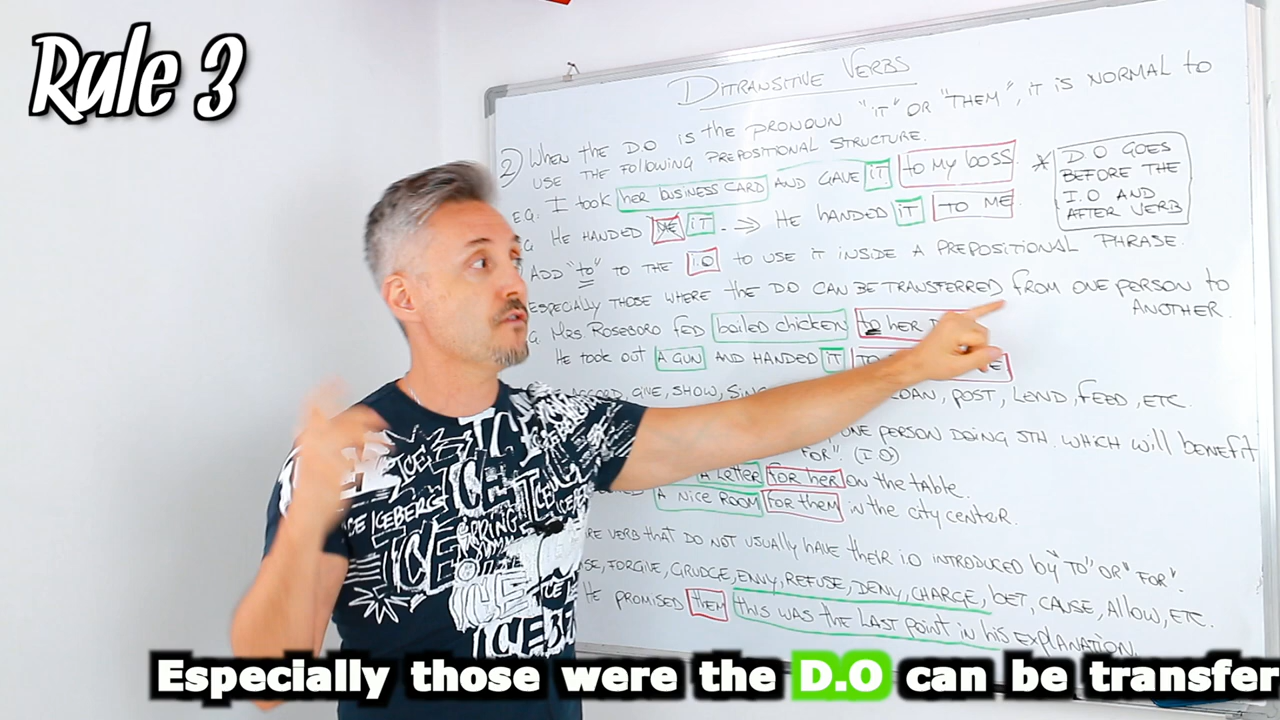 Rule 3
DITRANSITIVE VERBS
2) WHEN THE D.O IS THE PRONOUN "IT" OR "THEM", IT IS NORMAL TO
USE THE FOLLOWING PREPOSITIONAL STRUCTURE.
E.G: I TOOK HER BUSINESS CARD AND GAVE IT TO MY BOSS
* D O GOES
BEFORE THE
I.O AND
AFTER VERB
G HE HANDED ME IT. → HE HANDED IT TO ME
ADD "TO" TO THE I.O TO USE IT INSIDE A PREPOSITIONAL PHRASE.
ESPECIALLY THOSE WHERE THE D.O CAN BE TRANSFERRED FROM ONE PERSON TO
ANOTHER.
G. MRS. ROSEBORO FED BOILED CHICKEN TO HER
HE TOOK OUT A GUN AND HANDED IT TO
GIVE, SHOW, SING
LOAN, POST, LEND, FEED, ETC.
ONE PERSON DOING STH. WHICH WILL BENEFIT
FOR". (I.O)
A LETTER FOR HER ON THE TABLE.
A NICE ROOM FOR THEM IN THE CITY CENTER.
RE VERB THAT DO NOT USUALLY HAVE THEIR I.O INTRODUCED BY "TO" OR "FOR".
SE, FORGIVE, GRUDGE, ENVY, REFUSE, DENY, CHARGE, BET, CAUSE, ALLOW, ETC.
HE PROMISED THEM THIS WAS THE LAST POINT IN HIS EXPLANATION.
ICE ICEBERG
ICE
Especially those were the D.O can be transfer